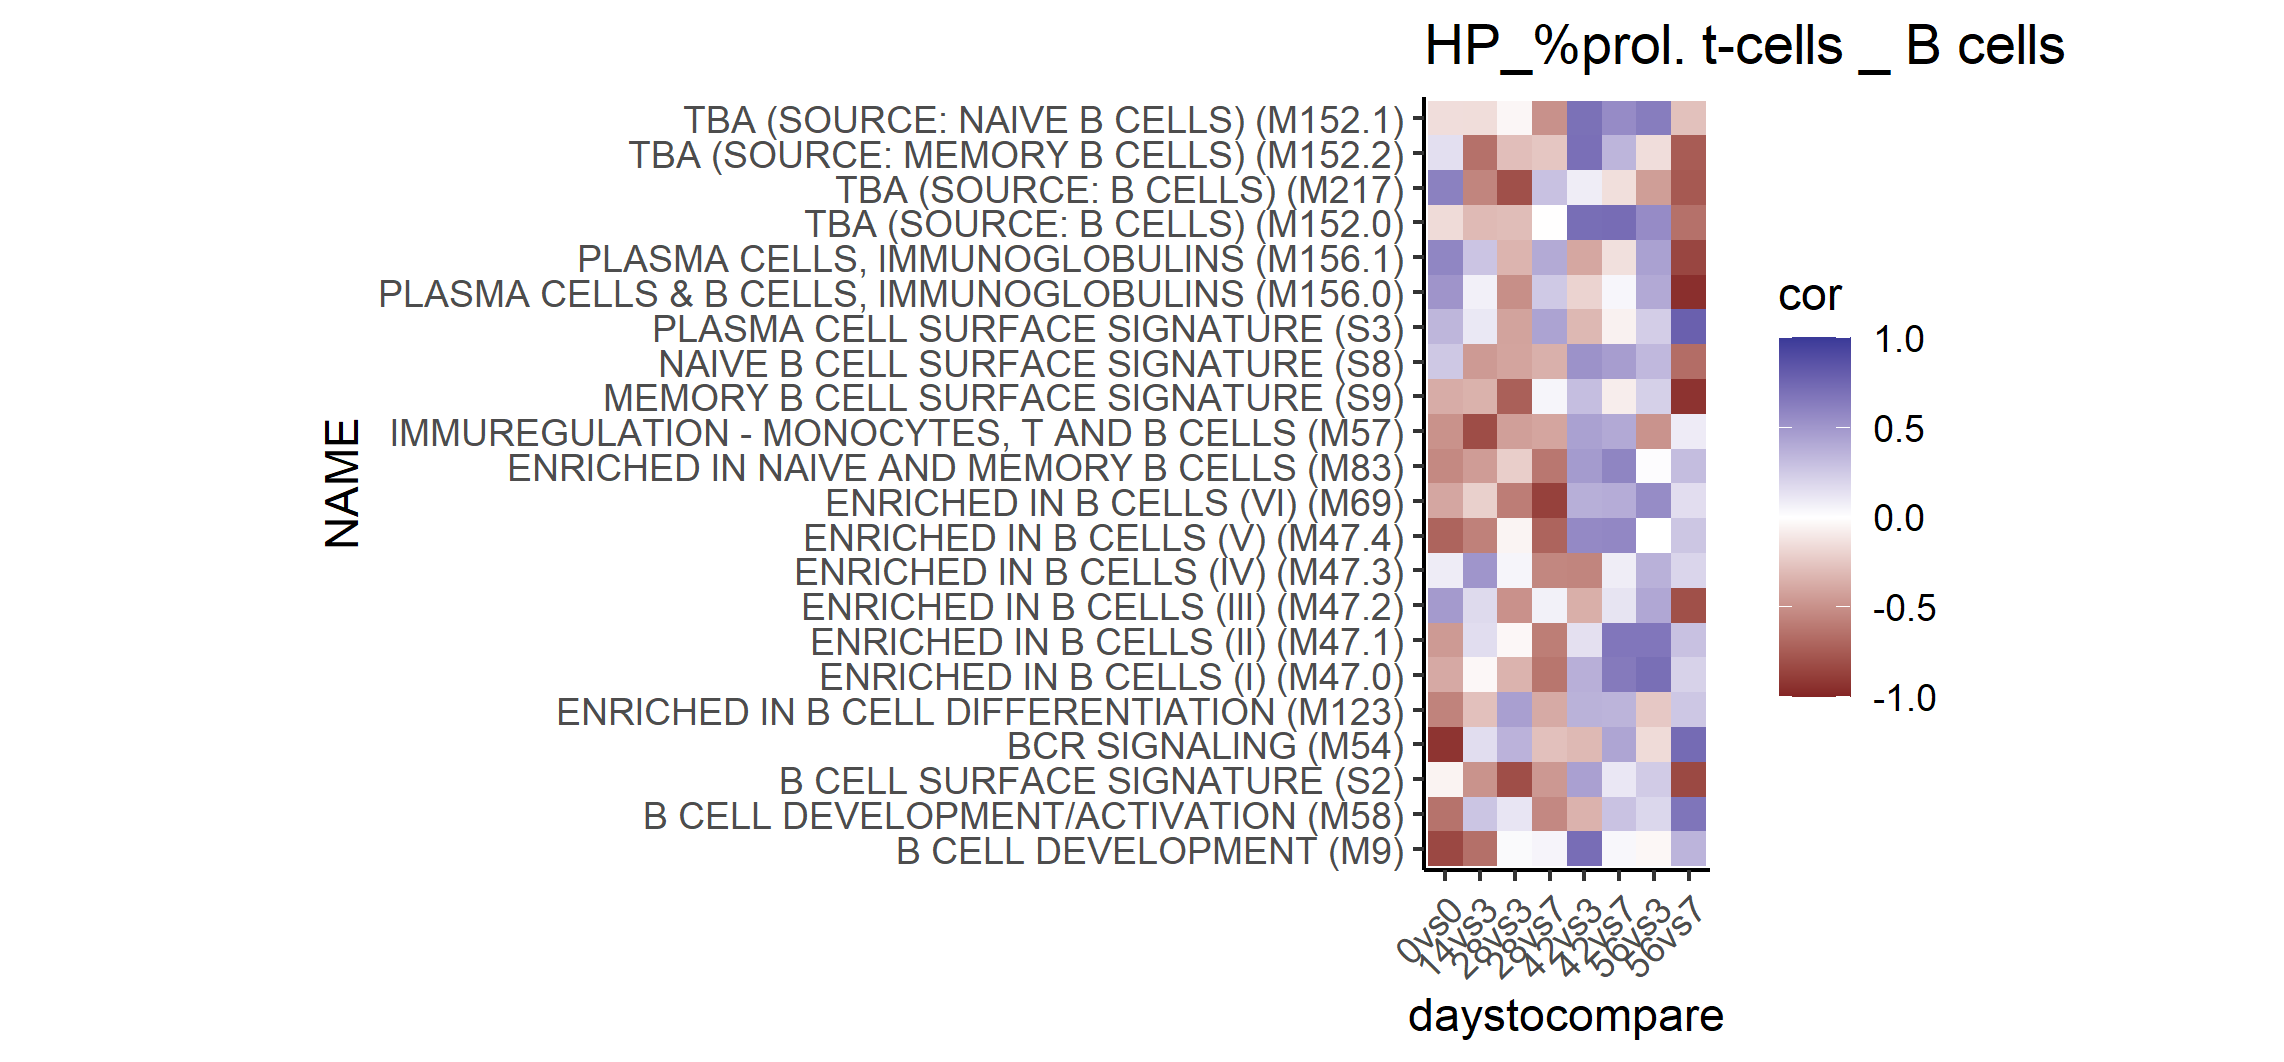 HP_%prol. t-cells _ B cells
TBA (SOURCE: NAIVE B CELLS) (M152.1)
TBA (SOURCE: MEMORY B CELLS) (M152.2)
TBA (SOURCE: B CELLS) (M217)
TBA (SOURCE: B CELLS) (M152.0)
PLASMA CELLS, IMMUNOGLOBULINS (M156.1)
PLASMA CELLS & B CELLS, IMMUNOGLOBULINS (M156.0)
PLASMA CELL SURFACE SIGNATURE (S3)
NAIVE B CELL SURFACE SIGNATURE (S8)
MEMORY B CELL SURFACE SIGNATURE (S9)
IMMUREGULATION - MONOCYTES, T AND B CELLS (M57)
ENRICHED IN NAIVE AND MEMORY B CELLS (M83)
ENRICHED IN B CELLS (VI) (M69)
ENRICHED IN B CELLS (V) (M47.4)
ENRICHED IN B CELLS (IV) (M47.3)
ENRICHED IN B CELLS (III) (M47.2)
ENRICHED IN B CELLS (II) (M47.1)
ENRICHED IN B CELLS (I) (M47.0)
ENRICHED IN B CELL DIFFERENTIATION (M123)
BCR SIGNALING (M54)
B CELL SURFACE SIGNATURE (S2)
B CELL DEVELOPMENT/ACTIVATION (M58)
B CELL DEVELOPMENT (M9)
NAME
0vs0
14vs3
28vs3
28vs7
42vs3
42vs7
56vs3
56vs7
daystocompare
cor
1.0
0.5
0.0
-0.5
-1.0